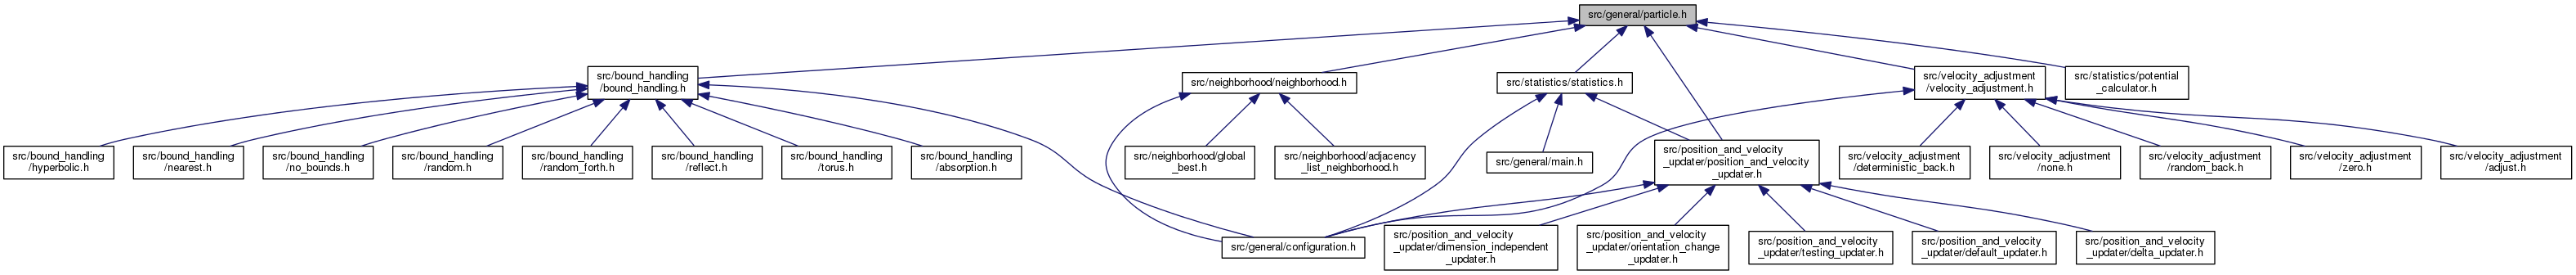 src/general/particle.h
src/bound_handling
/bound_handling.h
src/neighborhood/neighborhood.h
src/statistics/statistics.h
src/velocity_adjustment
/velocity_adjustment.h
src/statistics/potential
_calculator.h
src/bound_handling
/hyperbolic.h
src/bound_handling
/nearest.h
src/bound_handling
/no_bounds.h
src/bound_handling
/random.h
src/bound_handling
/random_forth.h
src/bound_handling
/reflect.h
src/bound_handling
/torus.h
src/bound_handling
/absorption.h
src/neighborhood/global
_best.h
src/neighborhood/adjacency
_list_neighborhood.h
src/general/main.h
src/position_and_velocity
_updater/position_and_velocity
_updater.h
src/velocity_adjustment
/deterministic_back.h
src/velocity_adjustment
/none.h
src/velocity_adjustment
/random_back.h
src/velocity_adjustment
/zero.h
src/velocity_adjustment
/adjust.h
src/general/configuration.h
src/position_and_velocity
_updater/dimension_independent
_updater.h
src/position_and_velocity
_updater/orientation_change
_updater.h
src/position_and_velocity
_updater/testing_updater.h
src/position_and_velocity
_updater/default_updater.h
src/position_and_velocity
_updater/delta_updater.h